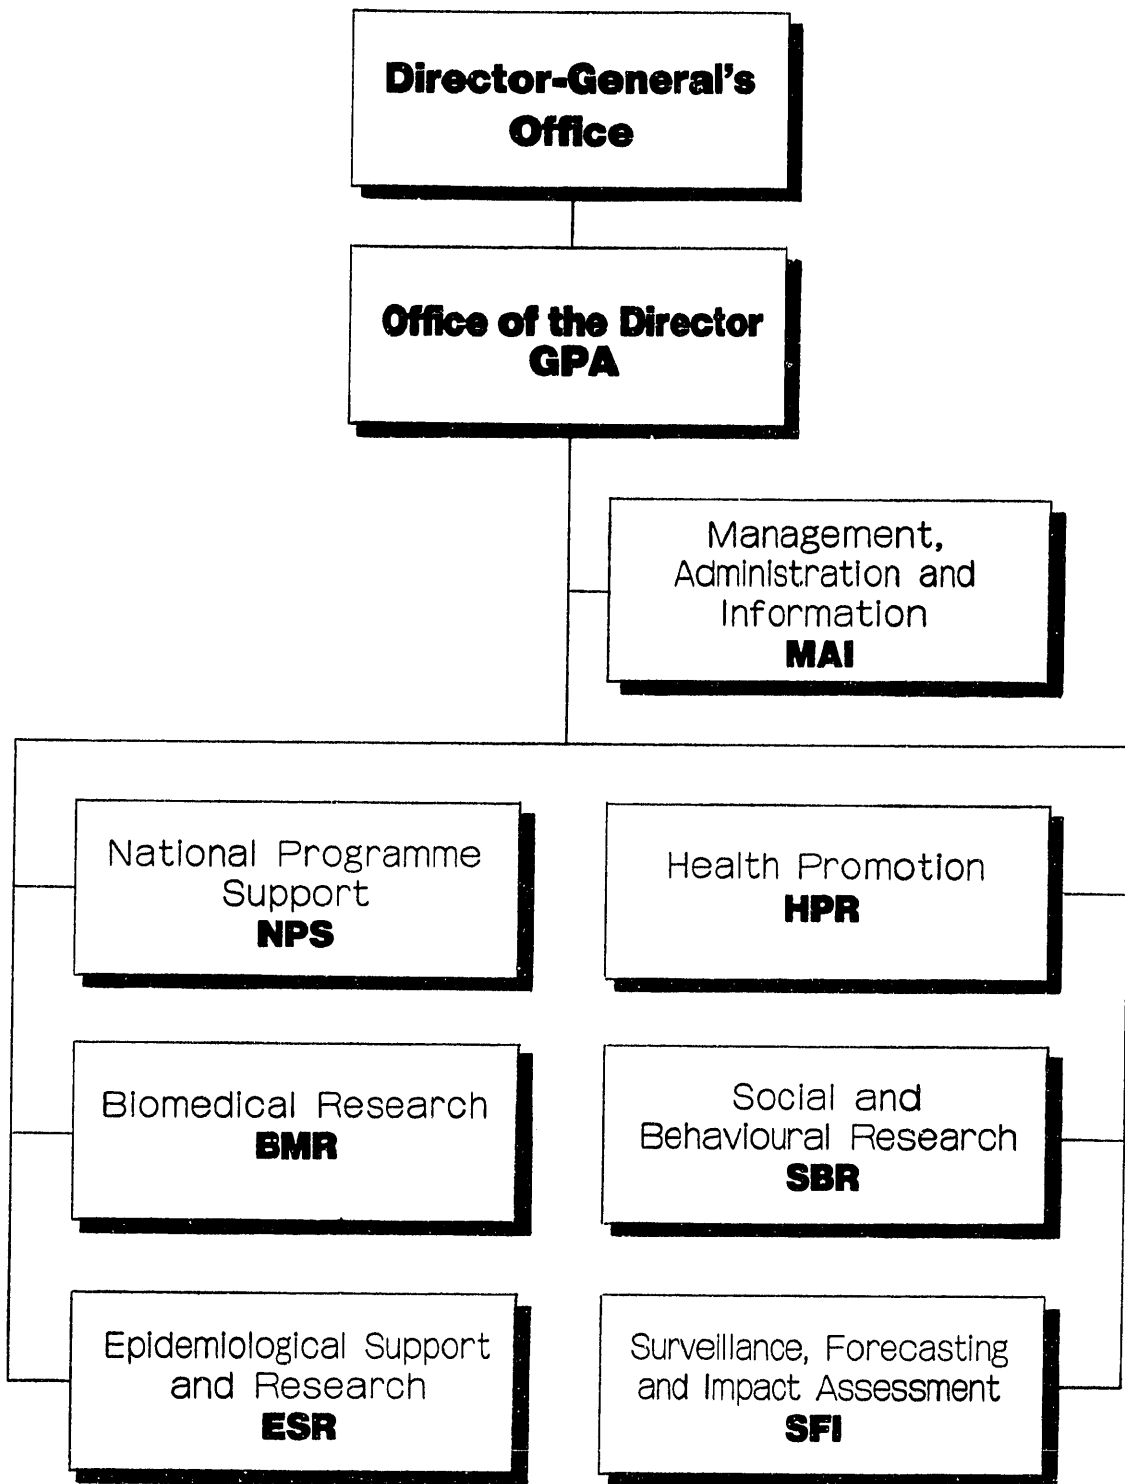 Director-General's
Office
Office of the Director
GPA
Management,
Administration and
Information
MAI
National Programme
Support
NPS
Health Promotion
HPR
Biomedical Research
BMR
Social and
Behavioural Research
SBR
Epidemiological Support
and Research
ESR
Surveillance, Forecasting
and Impact Assessment
SFI